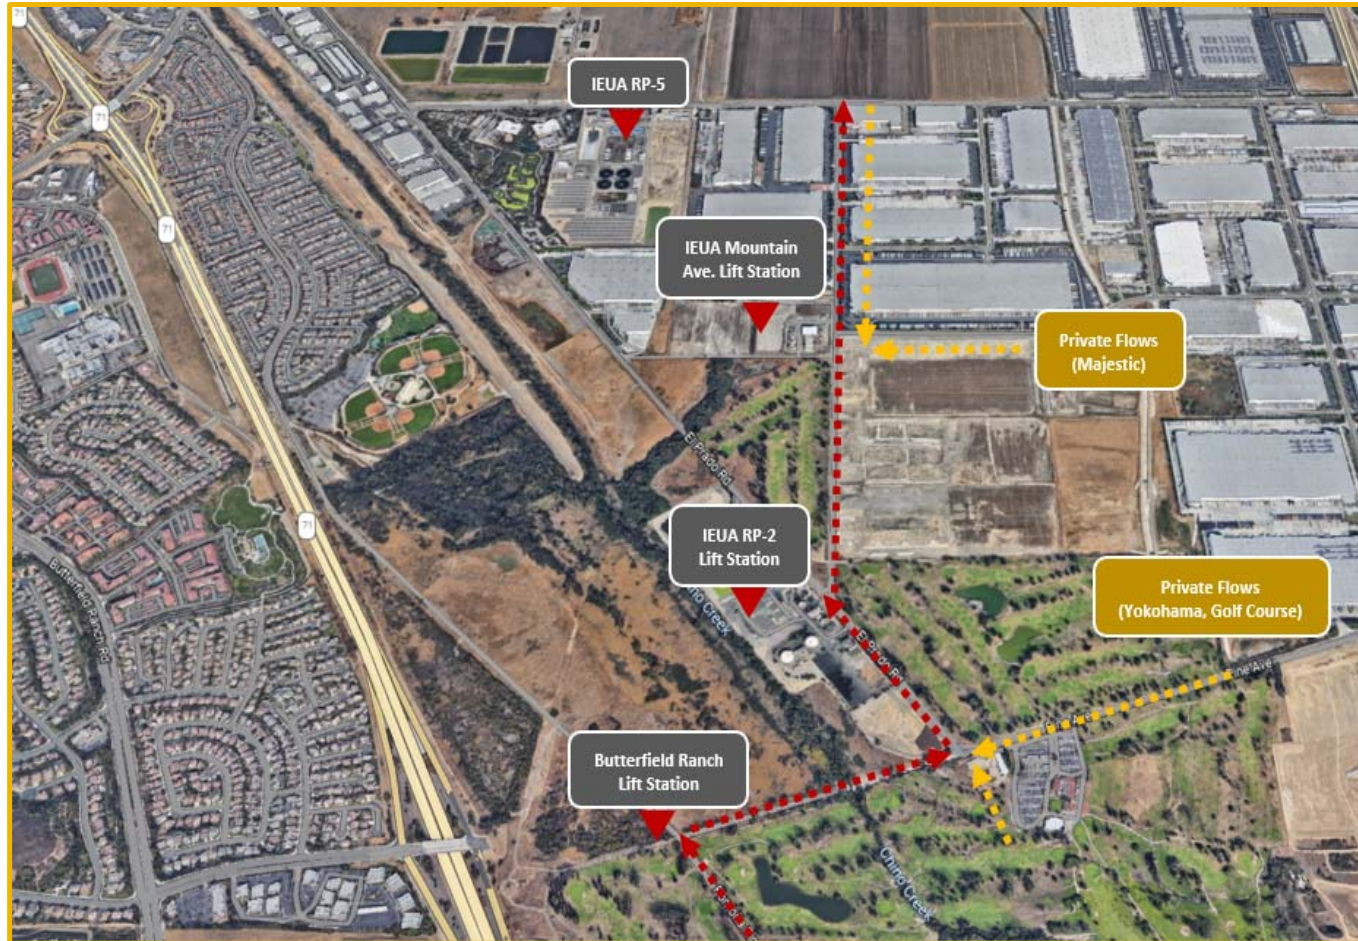 71
IEUA RP-5
71
71
IEUA Mountain
Ave. Lift Station
Private Flows
(Majestic)
El Prado Rd
71
IEUA RP-2
Lift Station
Butterfield Ranch Rd
Private Flows
(Yokohama, Golf Course)
Creek
Butterfield Ranch
Lift Station
Chino Creek